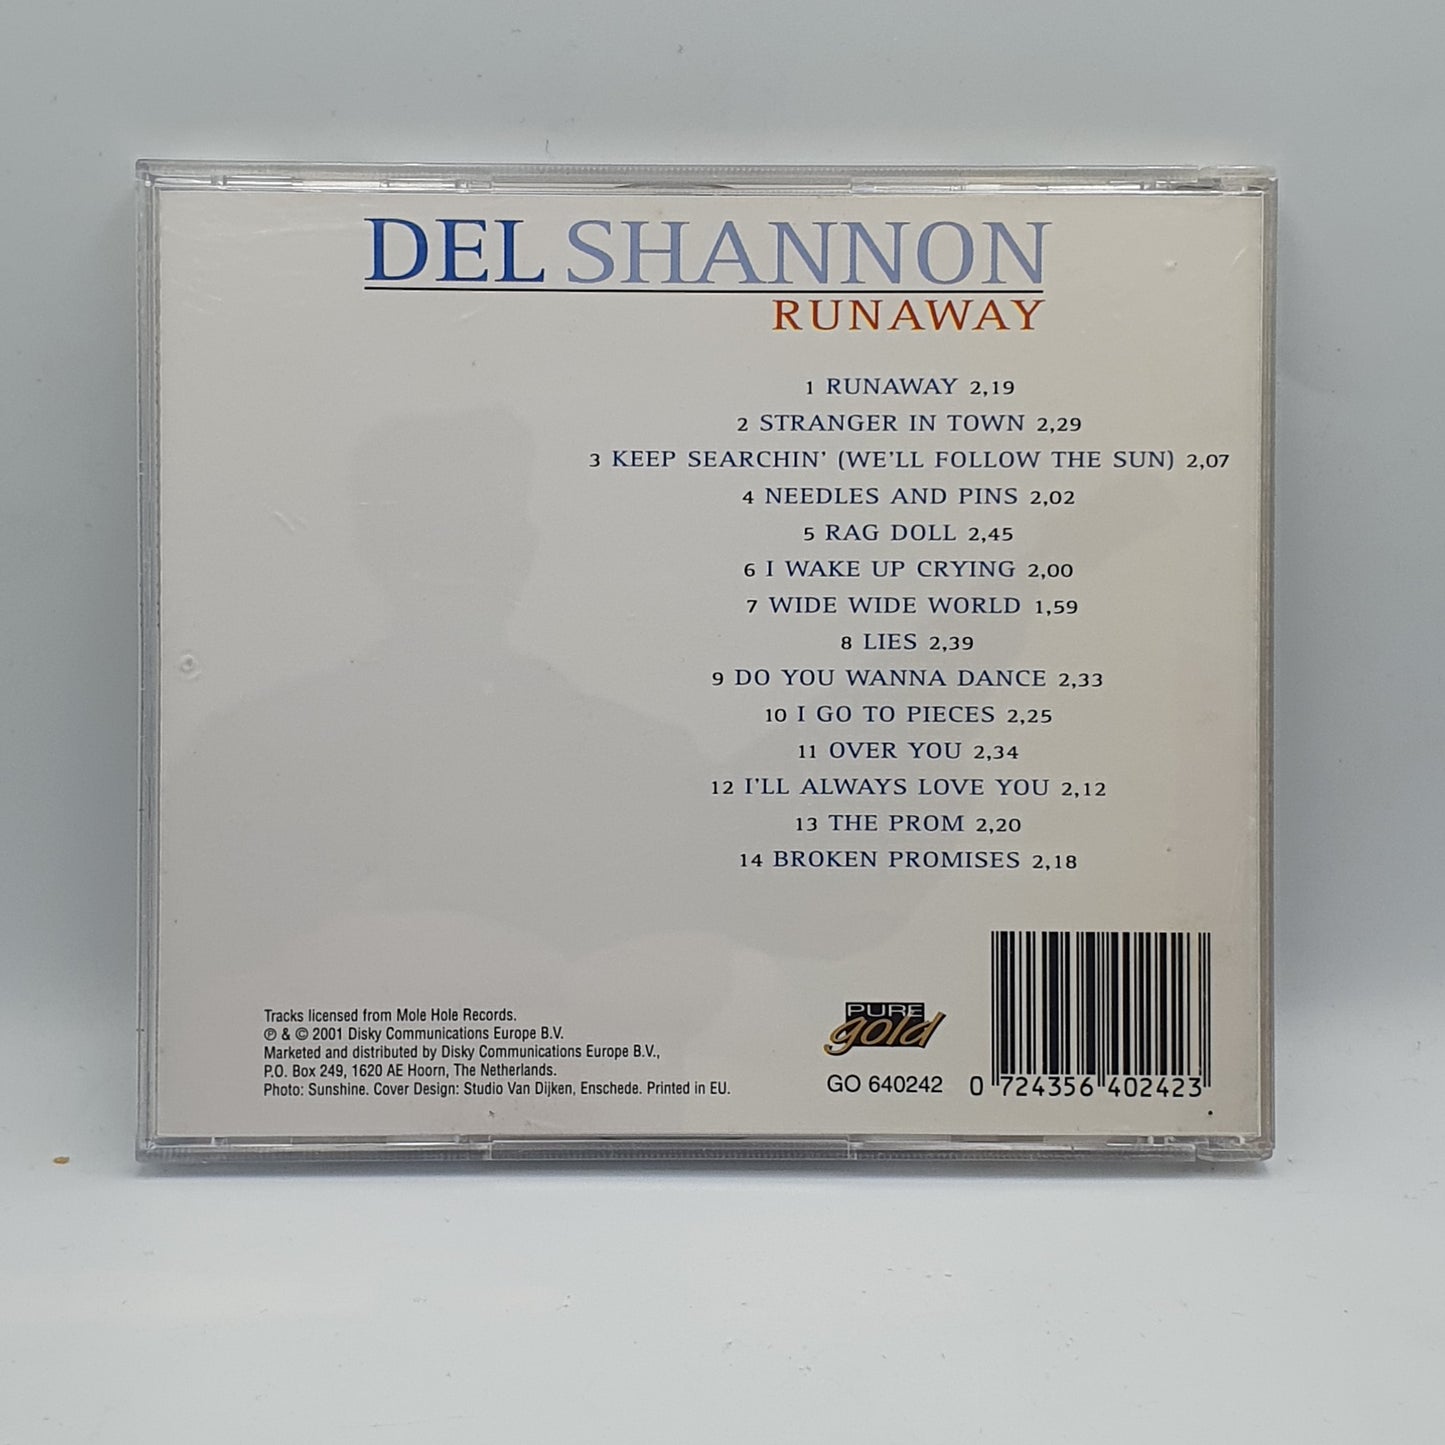 DEL SHANNON
RUNAWAY
1 RUNAWAY 2,19
2 STRANGER IN TOWN 2,29
3 KEEP SEARCHIN' (WE'LL FOLLOW THE SUN) 2,07
4 NEEDLES AND PINS 2,02
5 RAG DOLL 2,45
6 I WAKE UP CRYING 2,00
7 WIDE WIDE WORLD 1,59
8 LIES 2,39
9 DO YOU WANNA DANCE 2,33
10 I GO TO PIECES 2,25
11 OVER YOU 2,34
12 I'LL ALWAYS LOVE YOU 2,12
13 THE PROM 2,20
14 BROKEN PROMISES 2,18
Tracks licensed from Mole Hole Records.
℗ & © 2001 Disky Communications Europe B.V.
Marketed and distributed by Disky Communications Europe B.V.,
P.O. Box 249, 1620 AE Hoorn, The Netherlands.
Photo: Sunshine. Cover Design: Studio Van Dijken, Enschede. Printed in EU.
PURE
gold
GO 640242
0 724356 402423